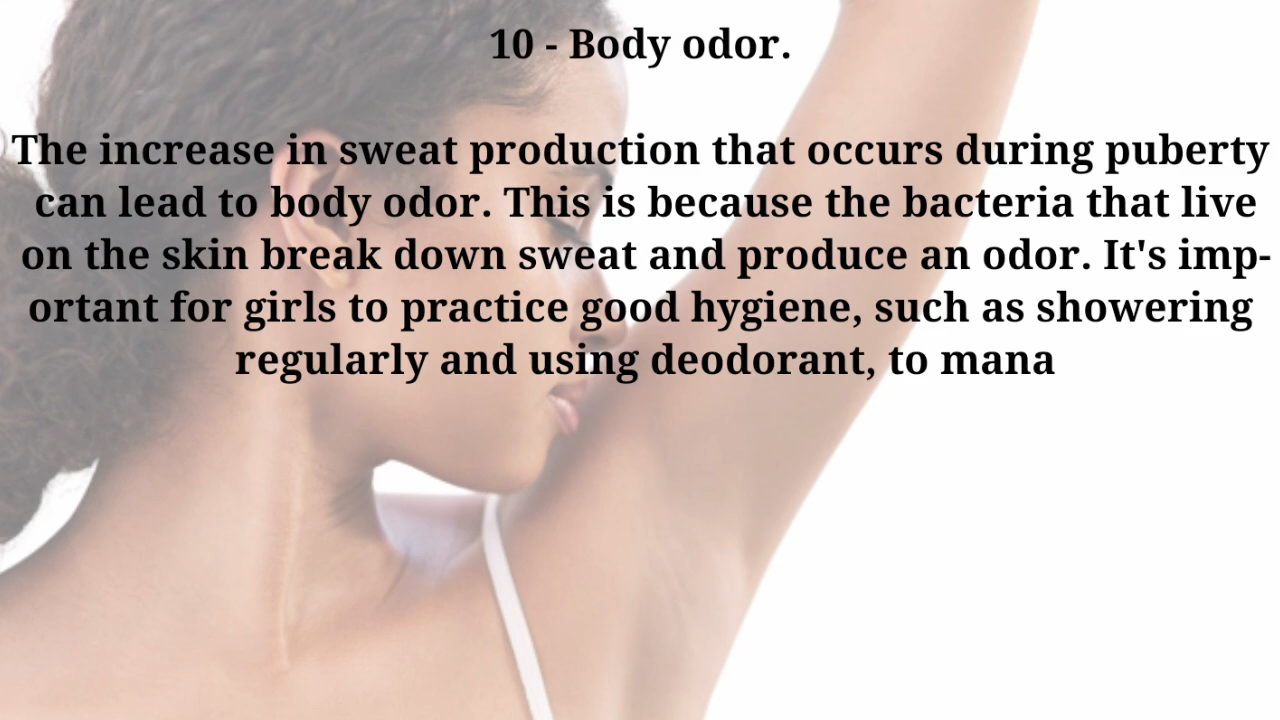 10 - Body odor.
The increase in sweat production that occurs during puberty
can lead to body odor. This is because the bacteria that live
on the skin break down sweat and produce an odor. It's imp-
ortant for girls to practice good hygiene, such as showering
regularly and using deodorant, to mana